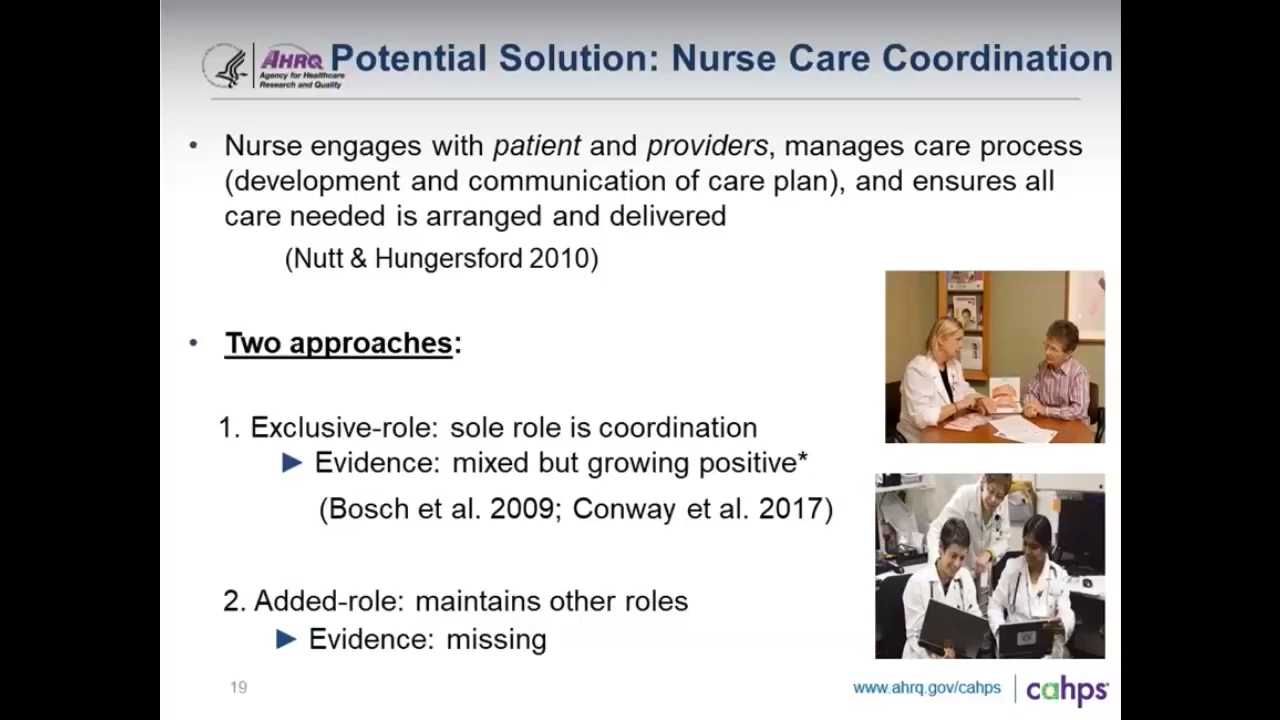 AHRQ
Agency for Healthcare
Research and Quality
Potential Solution: Nurse Care Coordination
• Nurse engages with patient and providers, manages care process
(development and communication of care plan), and ensures all
care needed is arranged and delivered
(Nutt & Hungersford 2010)
• Two approaches:
1. Exclusive-role: sole role is coordination
► Evidence: mixed but growing positive*
(Bosch et al. 2009; Conway et al. 2017)
2. Added-role: maintains other roles
► Evidence: missing
19
www.ahrq.gov/cahps
cahps